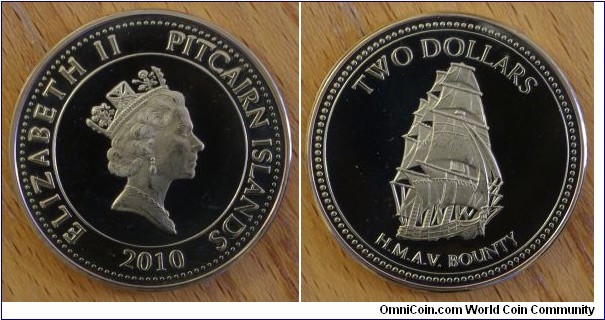 ELIZABETH II PITCAIRN ISLANDS
2010
TWO DOLLARS
H.M.A.V. BOUNTY
OmniCoin.com World Coin Community